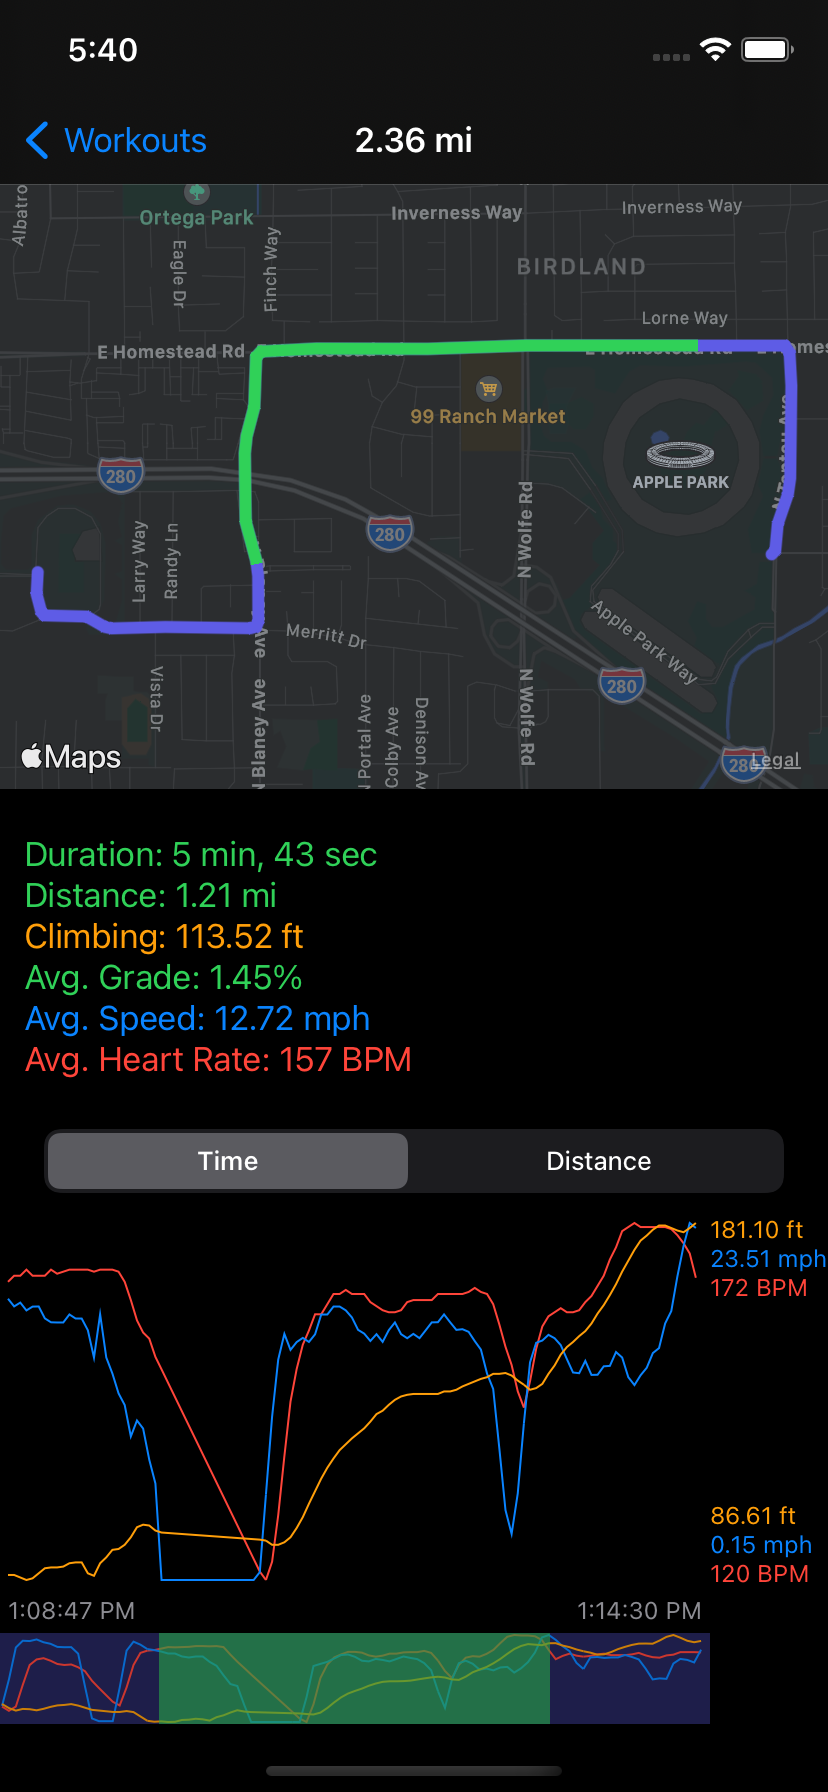 5:40
Workouts
2.36 mi
Albatro
Ortega Park
Eagle Dr
Finch Way
Inverness Way
Inverness Way
BIRDLAND
Lorne Way
E Homestead Rd
99 Ranch Market
APPLE PARK
280
280
280
280
Larry Way
Randy Ln
N Wolfe Rd
Merritt Dr
Apple Park Way
Vista Dr
N Blaney Ave
N Portal Ave
Colby Ave
Denison Av
N Wolfe Rd
Maps
Legal
Duration: 5 min, 43 sec
Distance: 1.21 mi
Climbing: 113.52 ft
Avg. Grade: 1.45%
Avg. Speed: 12.72 mph
Avg. Heart Rate: 157 BPM
Time
Distance
181.10 ft
23.51 mph
172 BPM
86.61 ft
0.15 mph
120 BPM
1:08:47 PM
1:14:30 PM